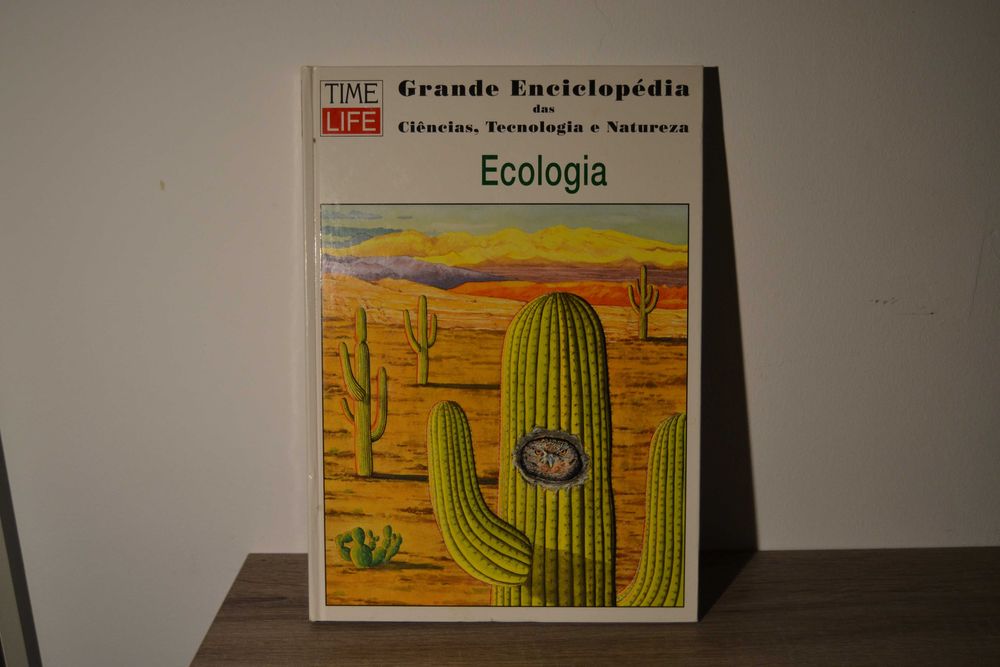 TIME
LIFE
Grande Enciclopédia
das
Ciências, Tecnologia e Natureza
Ecologia